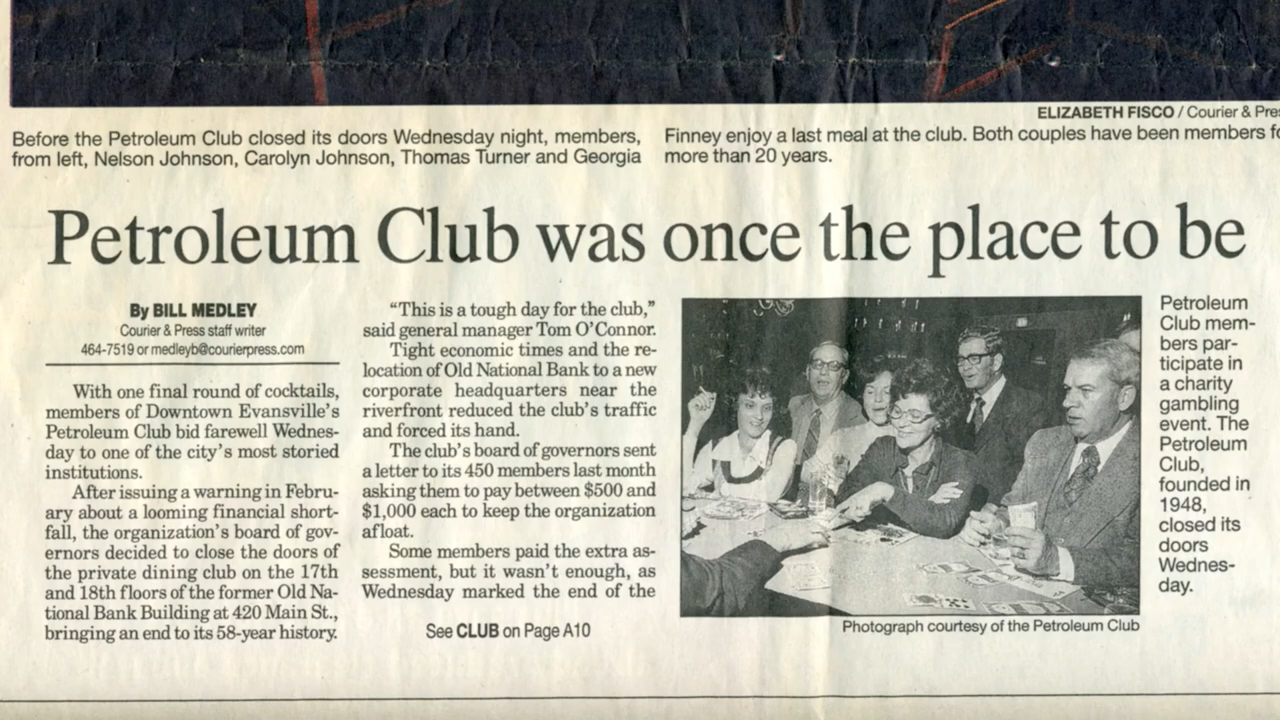 ELIZABETH FISCO / Courier &
Before the Petroleum Club closed its doors Wednesday night, members,
from left, Nelson Johnson, Carolyn Johnson, Thomas Turner and Georgia
Finney enjoy a last meal at the club. Both couples have been members
more than 20 years.
Petroleum Club was once the place to be
By BILL MEDLEY
Courier & Press staff writer
464-7519 or medleyb@courierpress.com
With one final round of cocktails,
members of Downtown Evansville's
Petroleum Club bid farewell Wednes-
day to one of the city's most storied
institutions.
After issuing a warning in Febru-
ary about a looming financial short-
fall, the organization's board of gov-
ernors decided to close the doors of
the private dining club on the 17th
and 18th floors of the former Old Na-
tional Bank Building at 420 Main St.,
bringing an end to its 58-year history.
"This is a tough day for the club,"
said general manager Tom O'Connor.
Tight economic times and the re-
location of Old National Bank to a new
corporate headquarters near the
riverfront reduced the club's traffic
and forced its hand.
The club's board of governors sent
a letter to its 450 members last month
asking them to pay between $500 and
$1,000 each to keep the organization
afloat.
Some members paid the extra as-
sessment, but it wasn't enough, as
Wednesday marked the end of the
See CLUB on Page A10
Petroleum
Club mem-
bers par-
ticipate in
a charity
gambling
event. The
Petroleum
Club,
founded in
1948,
closed its
doors
Wednes-
day.
Photograph courtesy of the Petroleum Club